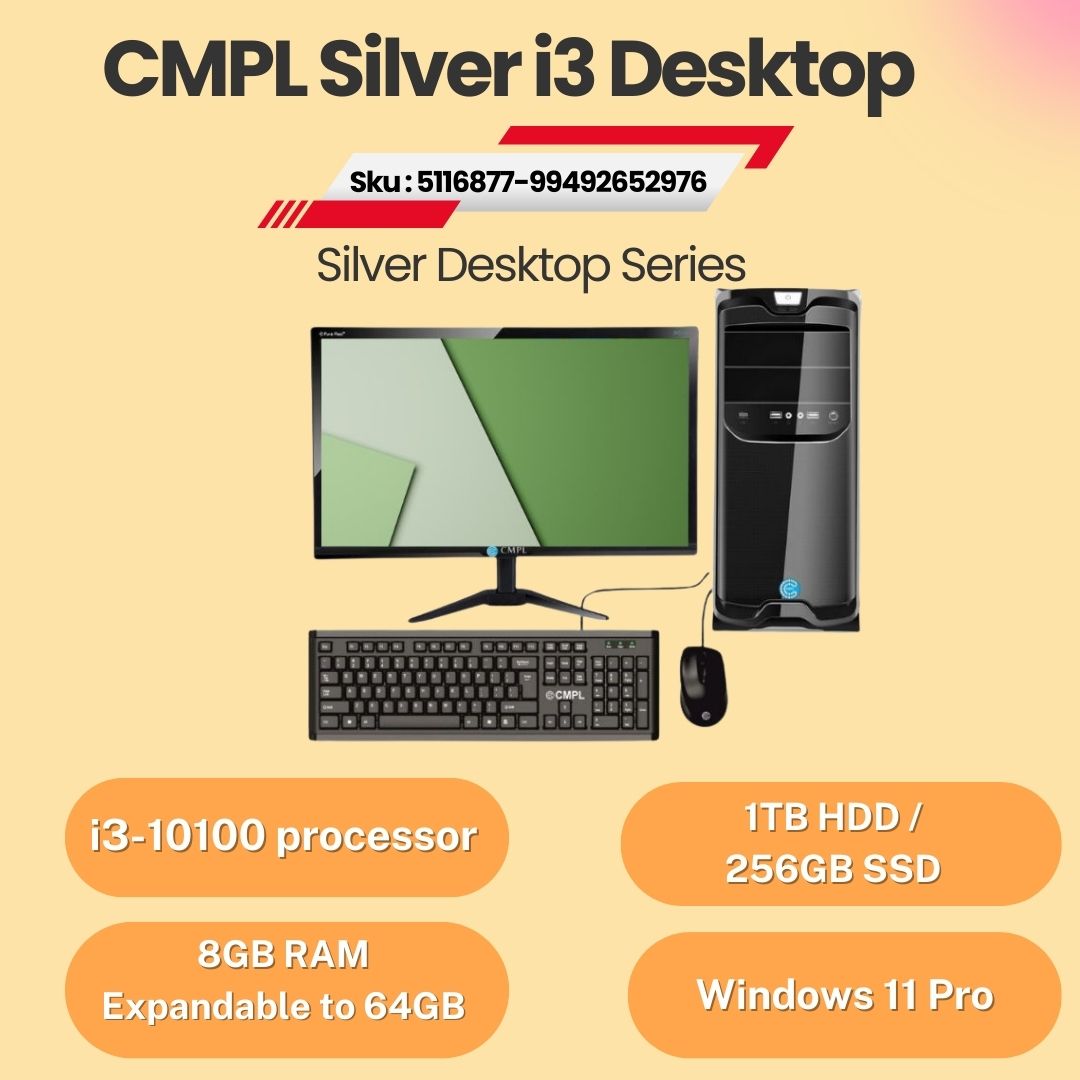 CMPL Silver i3 Desktop
Sku : 5116877-99492652976
Silver Desktop Series
CMPL
©CMPL
i3-10100 processor
1TB HDD /
256GB SSD
8GB RAM
Expandable to 64GB
Windows 11 Pro